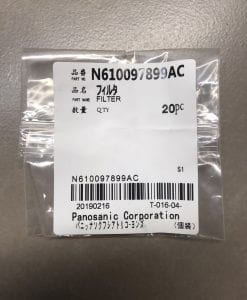 品番 PART NO. N610097899AC
品名 PART NAME フィルタ FILTER
数量 Q'TY 20pc
S1
N610097899AC
20190216 T-016-04-
Panosanic Corporation
(個装)